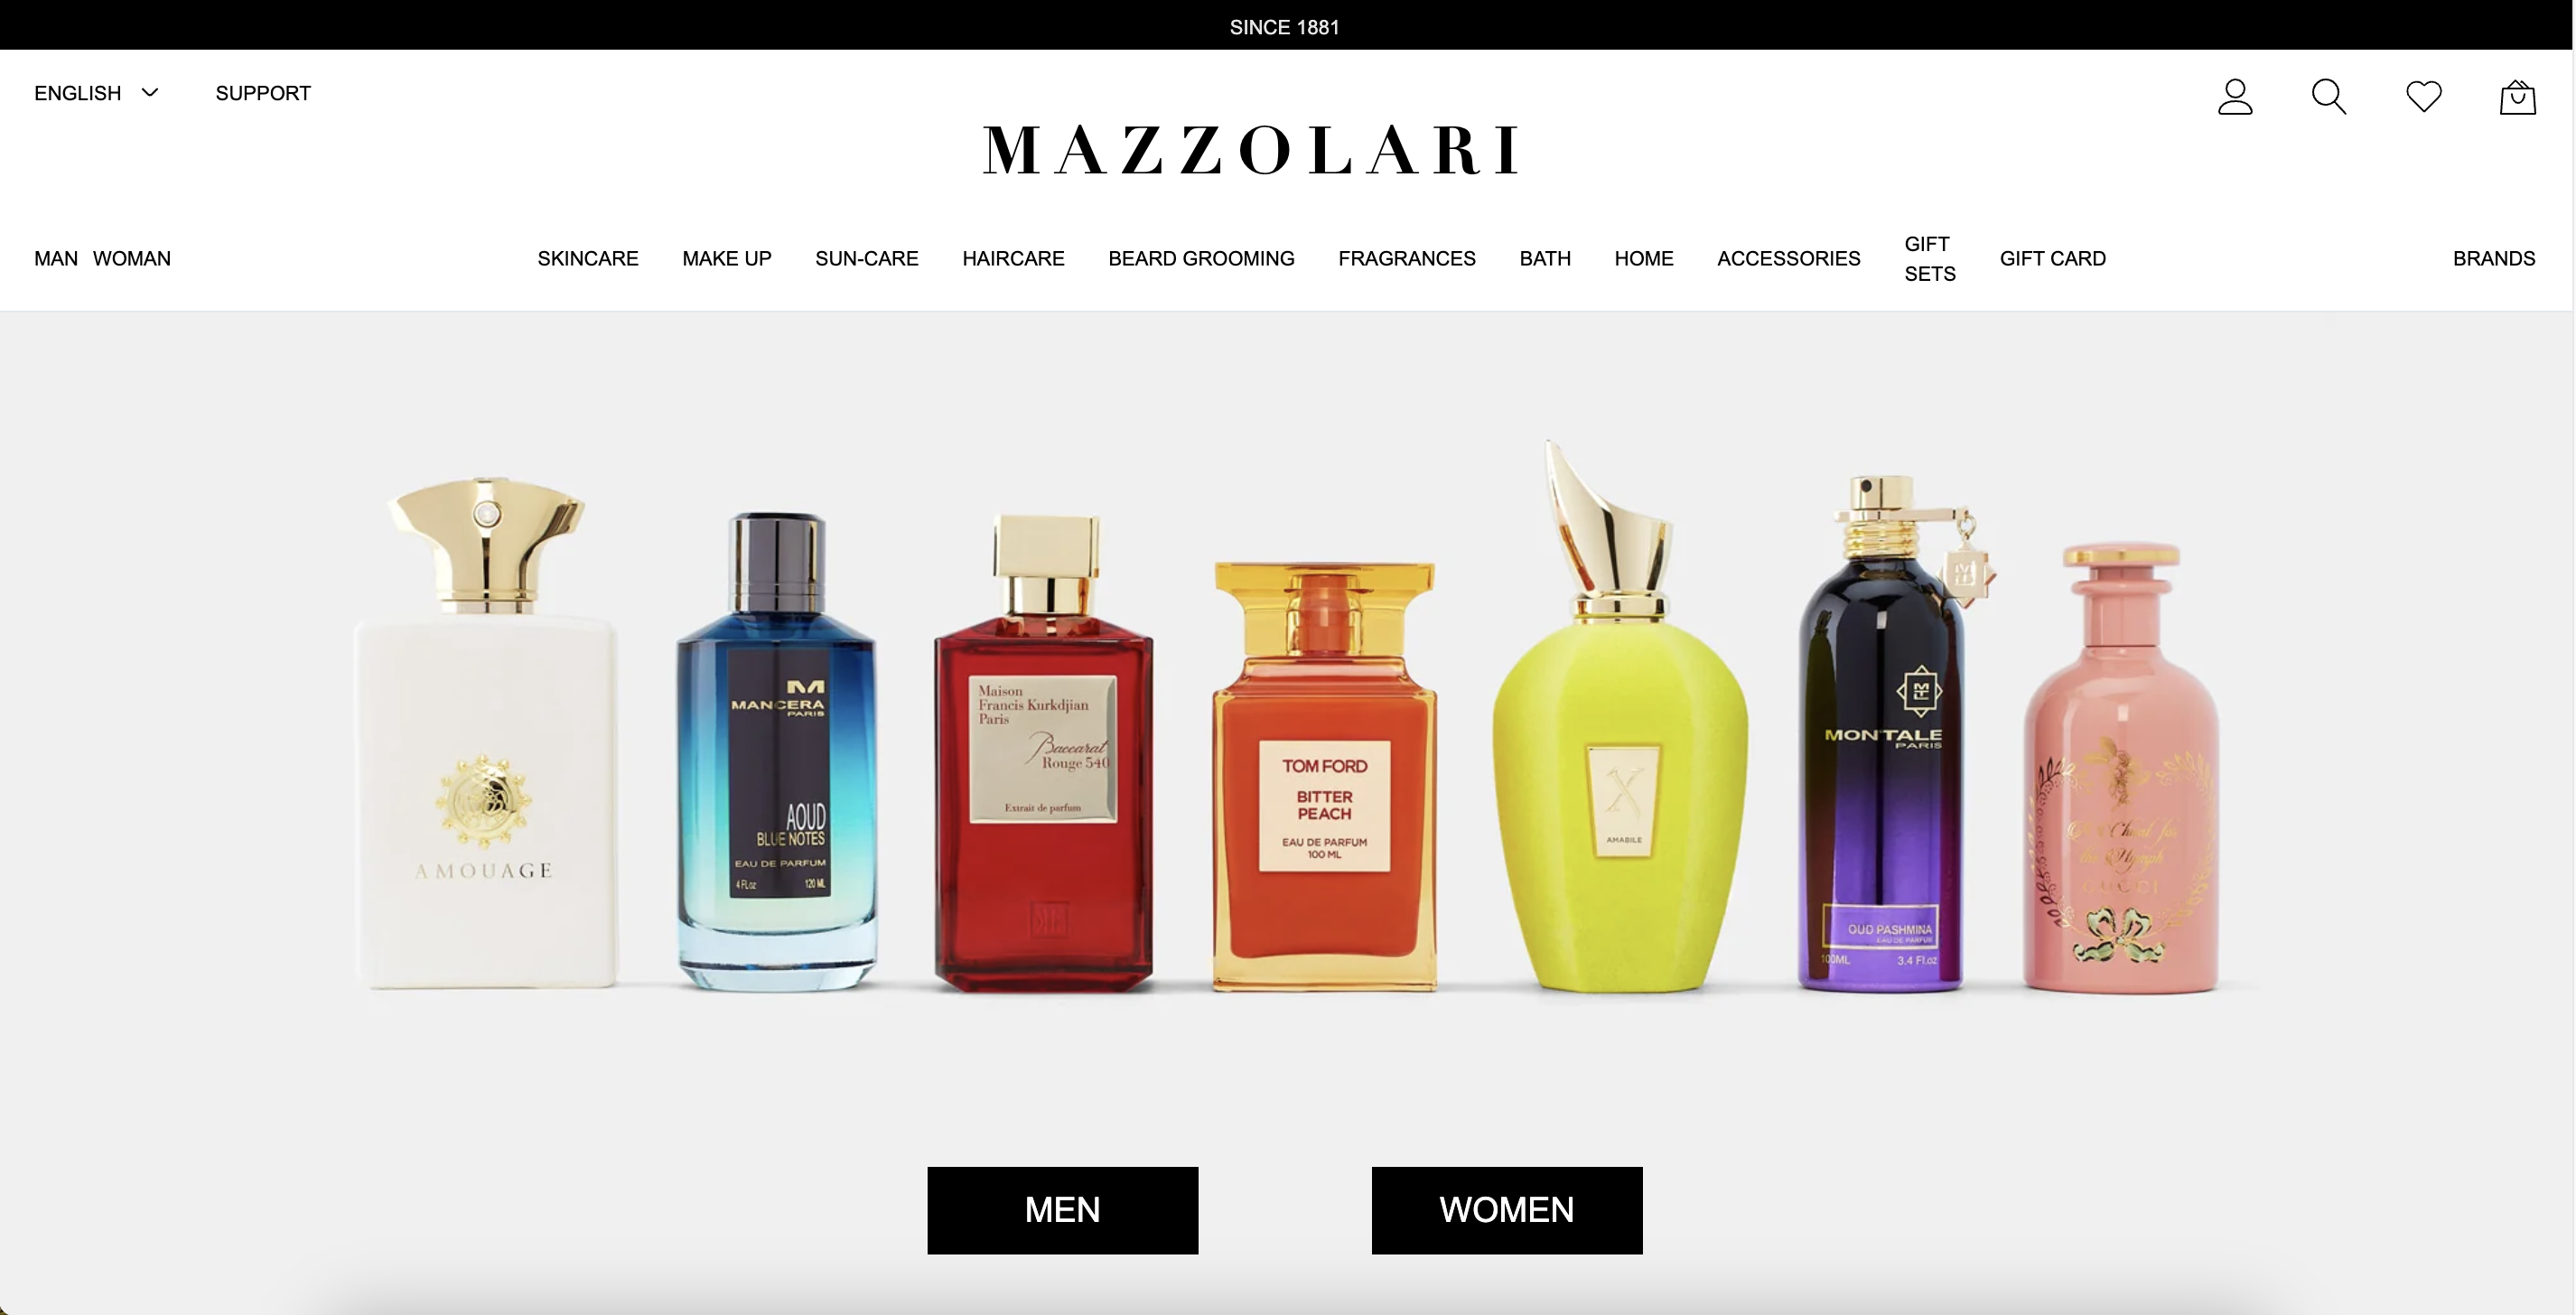 SINCE 1881
ENGLISH SUPPORT
MAZZOLARI
MAN WOMAN SKINCARE MAKE UP SUN-CARE HAIRCARE BEARD GROOMING FRAGRANCES BATH HOME ACCESSORIES GIFT SETS GIFT CARD BRANDS
AMOUAGE
M
MANCERA
PARIS
AOUD
BLUE NOTES
EAU DE PARFUM
4 FL.oz 120 ML
Maison
Francis Kurkdjian
Paris
Baccarat
Rouge 540
Extrait de parfum
TOM FORD
BITTER
PEACH
EAU DE PARFUM
100 ML
X
AMABILE
MONTALE
PARIS
OUD PASHMINA
EAU DE PARFUM
100ML 3.4 Fl.oz
the Nymph
GUCCI
MEN WOMEN